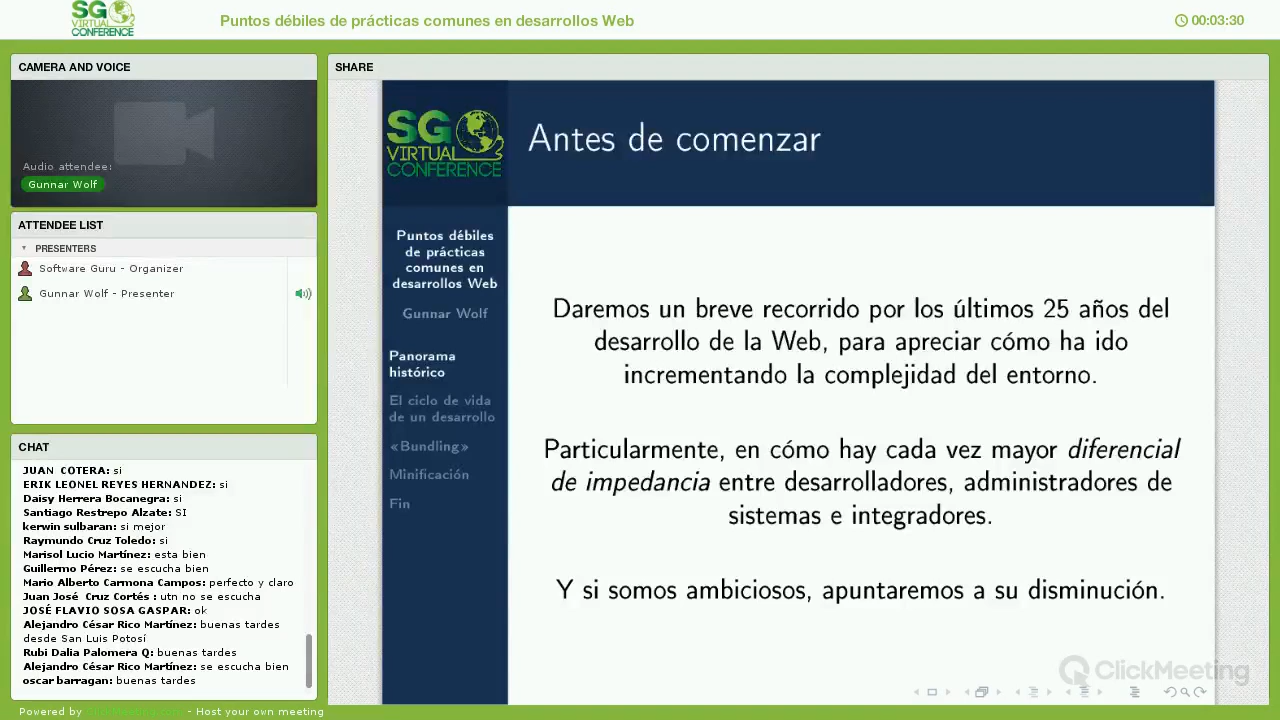 SG
VIRTUAL
CONFERENCE
Puntos débiles de prácticas comunes en desarrollos Web
00:03:30
CAMERA AND VOICE
Audio attendee:
Gunnar Wolf
ATTENDEE LIST
PRESENTERS
Software Guru - Organizer
Gunnar Wolf - Presenter
CHAT
JUAN COTERA: si
ERIK LEONEL REYES HERNANDEZ: si
Daisy Herrera Bocanegra: si
Santiago Restrepo Alzate: SI
kerwin sulbaran: si mejor
Raymundo Cruz Toledo: si
Marisol Lucío Martínez: esta bien
Guillermo Pérez: se escucha bien
Mario Alberto Carmona Campos: perfecto y claro
Juan José Cruz Cortés : utn no se escucha
JOSÉ FLAVIO SOSA GASPAR: ok
Alejandro César Rico Martínez: buenas tardes
desde San Luis Potosí
Rubi Dalia Palomera Q: buenas tardes
Alejandro César Rico Martínez: se escucha bien
oscar barragan: buenas tardes
Powered by - Host your own meeting
SHARE
SG
VIRTUAL
CONFERENCE
Antes de comenzar
Puntos débiles
de prácticas
comunes en
desarrollos Web
Gunnar Wolf
Panorama
histórico
El ciclo de vida
de un desarrollo
«Bundling»
Minificación
Fin
Daremos un breve recorrido por los últimos 25 años del
desarrollo de la Web, para apreciar cómo ha ido
incrementando la complejidad del entorno.
Particularmente, en cómo hay cada vez mayor diferencial
de impedancia entre desarrolladores, administradores de
sistemas e integradores.
Y si somos ambiciosos, apuntaremos a su disminución.
ClickMeeting